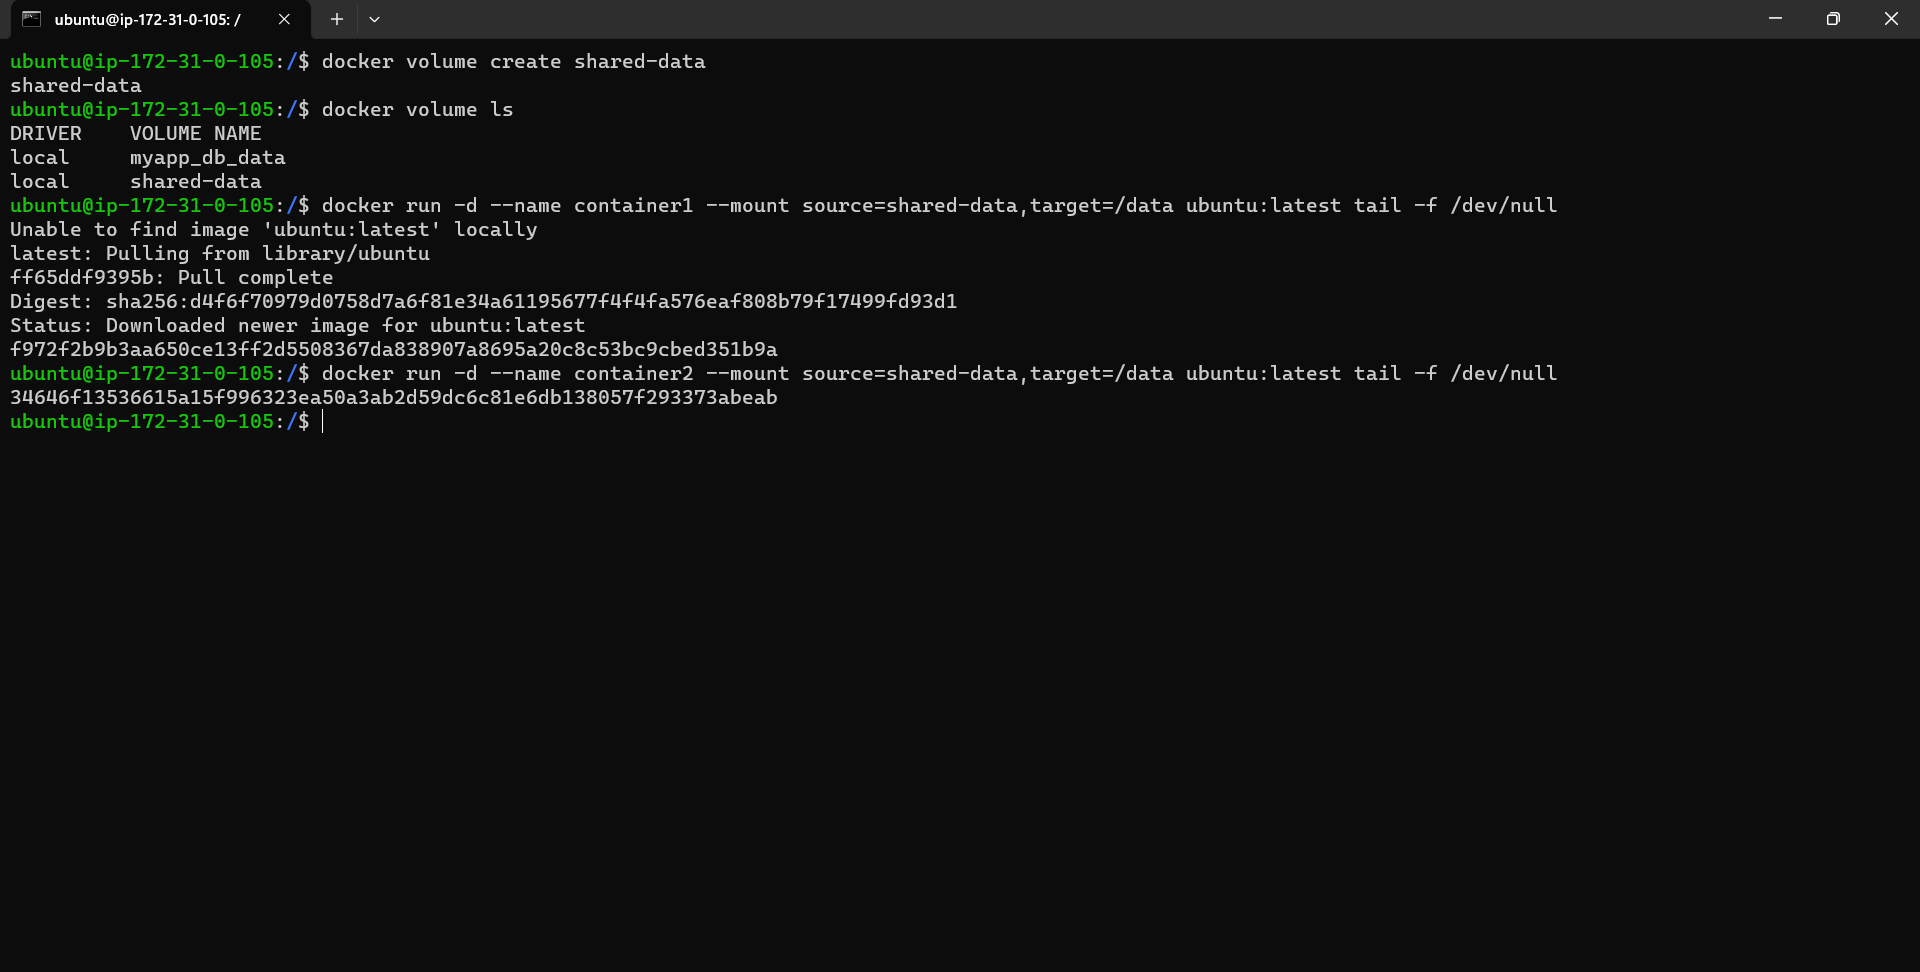 ubuntu@ip-172-31-0-105: /
ubuntu@ip-172-31-0-105:/$ docker volume create shared-data
shared-data
ubuntu@ip-172-31-0-105:/$ docker volume ls
DRIVER    VOLUME NAME
local     myapp_db_data
local     shared-data
ubuntu@ip-172-31-0-105:/$ docker run -d --name container1 --mount source=shared-data,target=/data ubuntu:latest tail -f /dev/null
Unable to find image 'ubuntu:latest' locally
latest: Pulling from library/ubuntu
ff65ddf9395b: Pull complete
Digest: sha256:d4f6f70979d0758d7a6f81e34a61195677f4f4fa576eaf808b79f17499fd93d1
Status: Downloaded newer image for ubuntu:latest
f972f2b9b3aa650ce13ff2d5508367da838907a8695a20c8c53bc9cbed351b9a
ubuntu@ip-172-31-0-105:/$ docker run -d --name container2 --mount source=shared-data,target=/data ubuntu:latest tail -f /dev/null
34646f13536615a15f996323ea50a3ab2d59dc6c81e6db138057f293373abeab
ubuntu@ip-172-31-0-105:/$